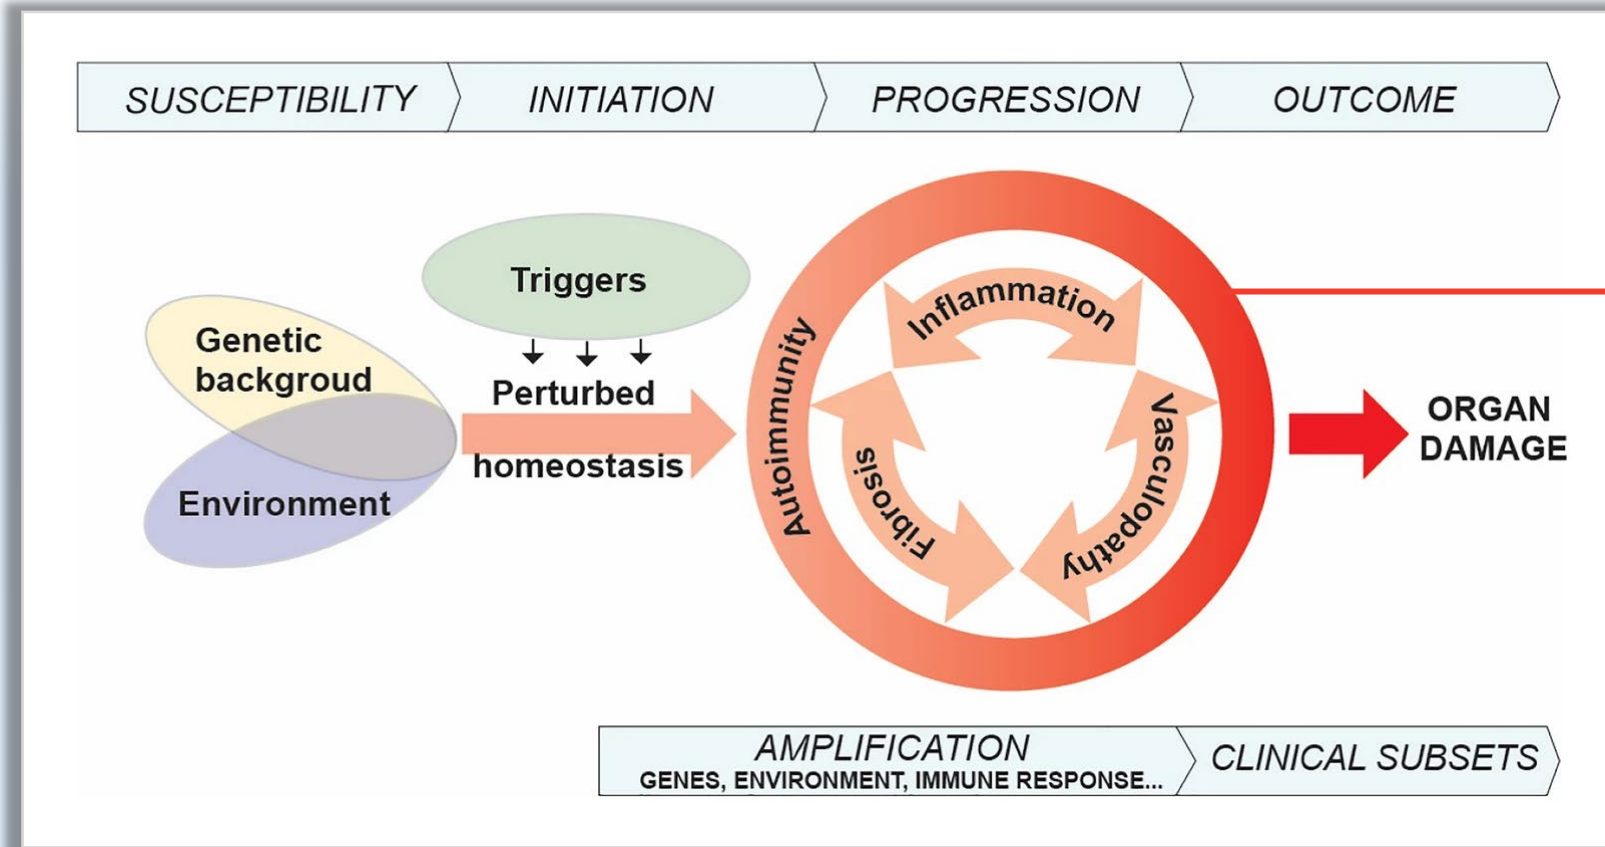 SUSCEPTIBILITY
INITIATION
PROGRESSION
OUTCOME
Triggers
Genetic
backgroud
Environment
Perturbed
homeostasis
Autoimmunity
Inflammation
Vasculopathy
Fibrosis
ORGAN
DAMAGE
AMPLIFICATION
GENES, ENVIRONMENT, IMMUNE RESPONSE...
CLINICAL SUBSETS